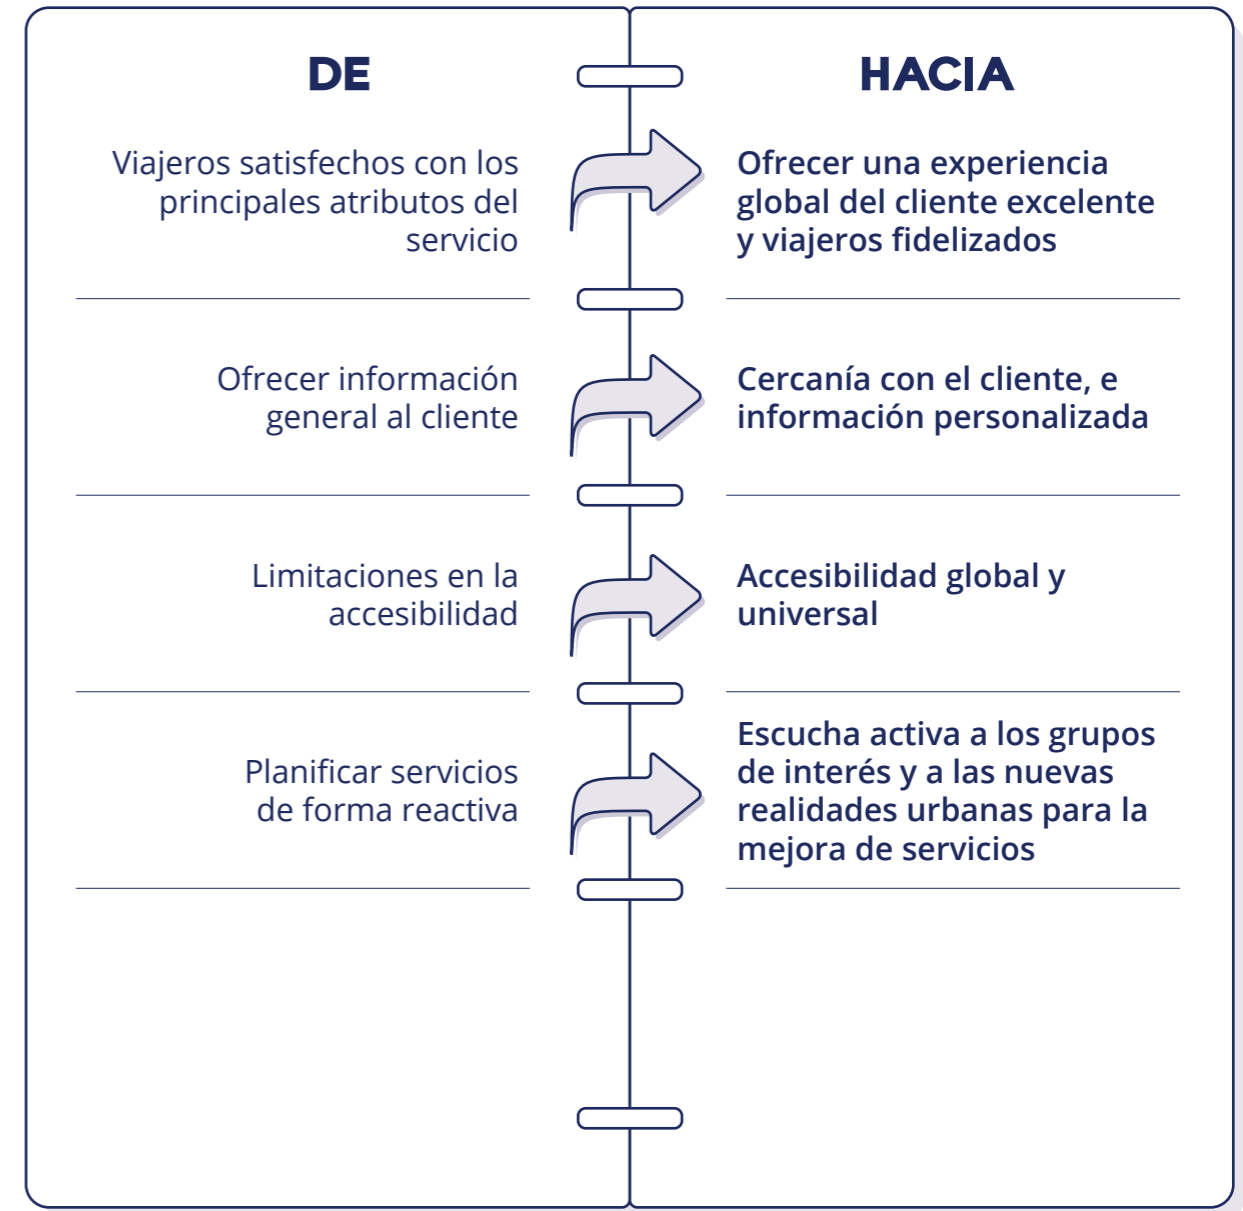 DE
HACIA
Viajeros satisfechos con los
principales atributos del
servicio
Ofrecer una experiencia
global del cliente excelente
y viajeros fidelizados
Ofrecer información
general al cliente
Cercanía con el cliente, e
información personalizada
Limitaciones en la
accesibilidad
Accesibilidad global y
universal
Planificar servicios
de forma reactiva
Escucha activa a los grupos
de interés y a las nuevas
realidades urbanas para la
mejora de servicios